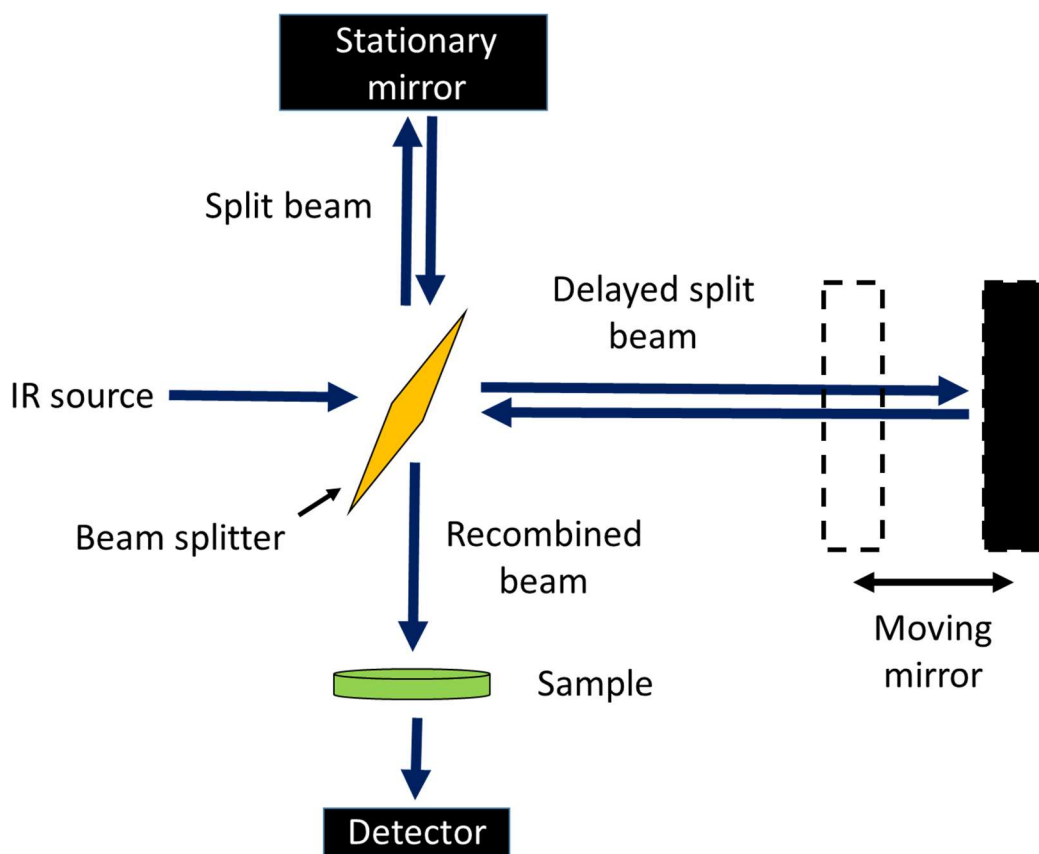 Stationary
mirror
Split beam
Delayed split
beam
IR source
Beam splitter
Recombined
beam
Moving
mirror
Sample
Detector